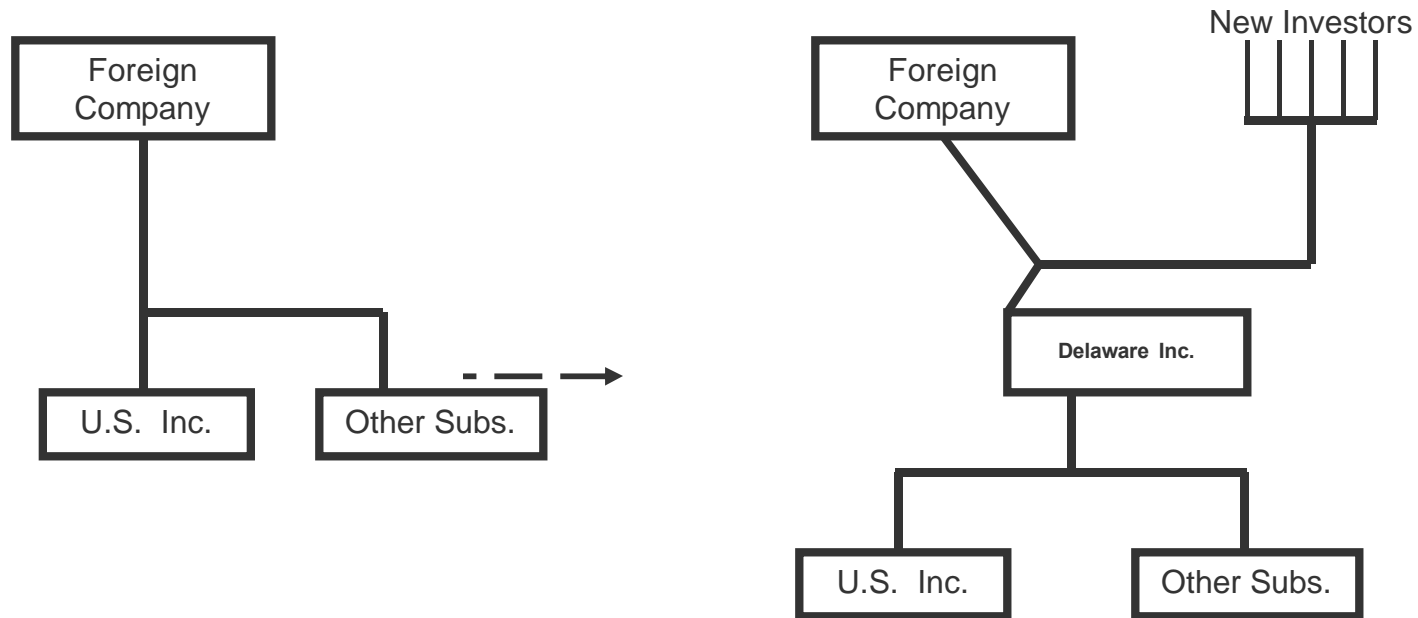 Foreign
Company
U.S. Inc.
Other Subs.
New Investors
Foreign
Company
Delaware Inc.
U.S. Inc.
Other Subs.